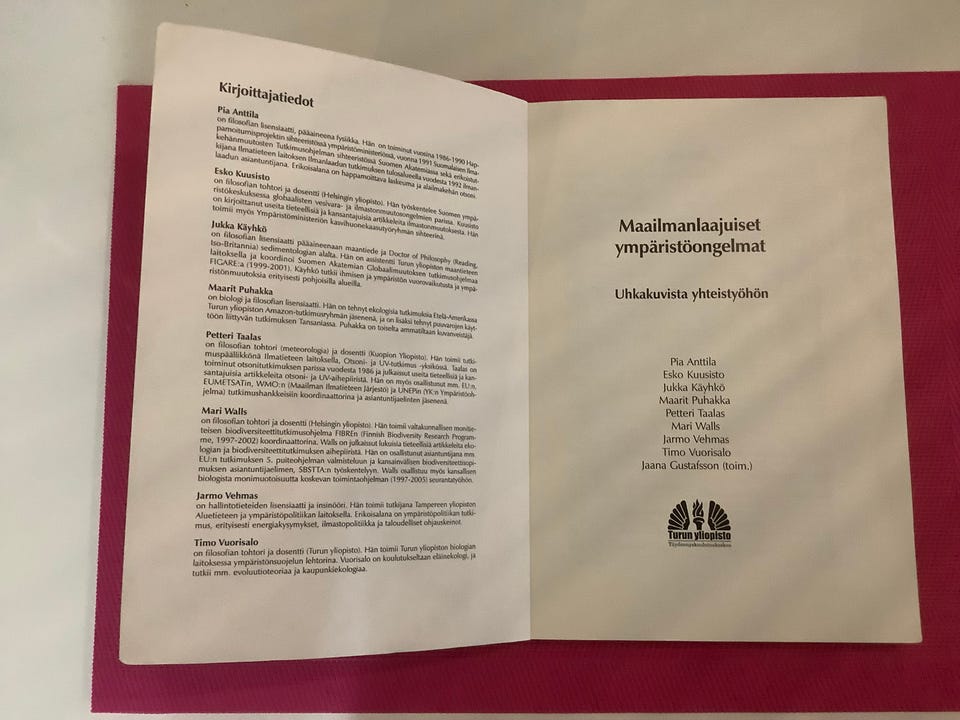 Kirjoittajatiedot
Pia Anttila
on filosofian lisensiaatti, pääaineena fysiikka. Hän on toiminut vuosina 1986-1990 Hap-
pamoitumisprojektin sihteeristössä ympäristöministeriössä, vuonna 1991 Suomalaisen Ilma-
kehänmuutosten Tutkimusohjelman sihteeristössä Suomen Akatemiassa sekä erikoistut-
kijana Ilmatieteen laitoksen Ilmanlaadun tutkimuksen tulosalueella vuodesta 1992 ilman-
laadun asiantuntijana. Erikoisalana on happamoittava laskeuma ja alailmakehän otsoni.
Esko Kuusisto
on filosofian tohtori ja dosentti (Helsingin yliopisto). Hän työskentelee Suomen ympä-
ristökeskuksessa globaalisten vesivara- ja ilmastonmuutosongelmien parissa. Kuusisto
on kirjoittanut useita tieteellisiä ja kansantajuisia artikkeleita ilmastonmuutoksesta. Hän
toimii myös Ympäristöministeriön kasvihuonekaasutyöryhmän sihteerinä.
Jukka Käyhkö
on filosofian lisensiaatti pääaineenaan maantiede ja Doctor of Philosophy (Reading,
Iso-Britannia) sedimentologian alalta. Hän on assistentti Turun yliopiston maantieteen
laitoksella ja koordinoi Suomen Akatemian Globaalimuutoksen tutkimusohjelmaa
FIGARE:a (1999-2001). Käyhkö tutkii ihmisen ja ympäristön vuorovaikutusta ja ympä-
ristönmuutoksia erityisesti pohjoisilla alueilla.
Maarit Puhakka
on biologi ja filosofian lisensiaatti. Hän on tehnyt ekologisia tutkimuksia Etelä-Amerikassa
Turun yliopiston Amazon-tutkimusryhmän jäsenenä, ja on lisäksi tehnyt puuvarojen käyt-
töön liittyvän tutkimuksen Tansaniassa. Puhakka on toiselta ammatiltaan kuvanveistäjä.
Petteri Taalas
on filosofian tohtori (meteorologia) ja dosentti (Kuopion Yliopisto). Hän toimii tutki-
muspäällikkönä Ilmatieteen laitoksella, Otsoni- ja UV-tutkimus -yksikössä. Taalas on
toiminut otsonitutkimuksen parissa vuodesta 1986 ja julkaissut useita tieteellisiä ja kan-
santajuisia artikkeleita otsoni- ja UV-aihepiiristä. Hän on myös osallistunut mm. EU:n,
EUMETSATin, WMO:n (Maailman Ilmatieteen Järjestö) ja UNEPin (YK:n Ympäristöoh-
jelma) tutkimushankkeisiin koordinaattorina ja asiantuntijaelinten jäsenenä.
Mari Walls
on filosofian tohtori ja dosentti (Helsingin yliopisto). Hän toimii valtakunnallisen monitie-
teisen biodiversiteettitutkimusohjelma FIBREn (Finnish Biodiversity Research Program-
me, 1997-2002) koordinaattorina. Walls on julkaissut lukuisia tieteellisiä artikkeleita eko-
logian ja biodiversiteettitutkimuksen aihepiiristä. Hän on osallistunut asiantuntijana mm.
EU:n tutkimuksen 5. puiteohjelman valmisteluun ja kansainvälisen biodiversiteettisopi-
muksen asiantuntijaelimen, SBSTTA:n työskentelyyn. Walls osallistuu myös kansallisen
biologista monimuotoisuutta koskevan toimintaohjelman (1997-2005) seurantatyöhön.
Jarmo Vehmas
on hallintotieteiden lisensiaatti ja insinööri. Hän toimii tutkijana Tampereen yliopiston
Aluetieteen ja ympäristöpolitiikan laitoksella. Erikoisalana on ympäristöpolitiikan tutki-
mus, erityisesti energiakysymykset, ilmastopolitiikka ja taloudelliset ohjauskeinot.
Timo Vuorisalo
on filosofian tohtori ja dosentti (Turun yliopisto). Hän toimii Turun yliopiston biologian
laitoksessa ympäristönsuojelun lehtorina. Vuorisalo on koulutukseltaan eläinekologi, ja
tutkii mm. evoluutioteoriaa ja kaupunkiekologiaa.
Maailmanlaajuiset
ympäristöongelmat
Uhkakuvista yhteistyöhön
Pia Anttila
Esko Kuusisto
Jukka Käyhkö
Maarit Puhakka
Petteri Taalas
Mari Walls
Jarmo Vehmas
Timo Vuorisalo
Jaana Gustafsson (toim.)
Turun yliopisto
Täydennyskoulutuskeskus